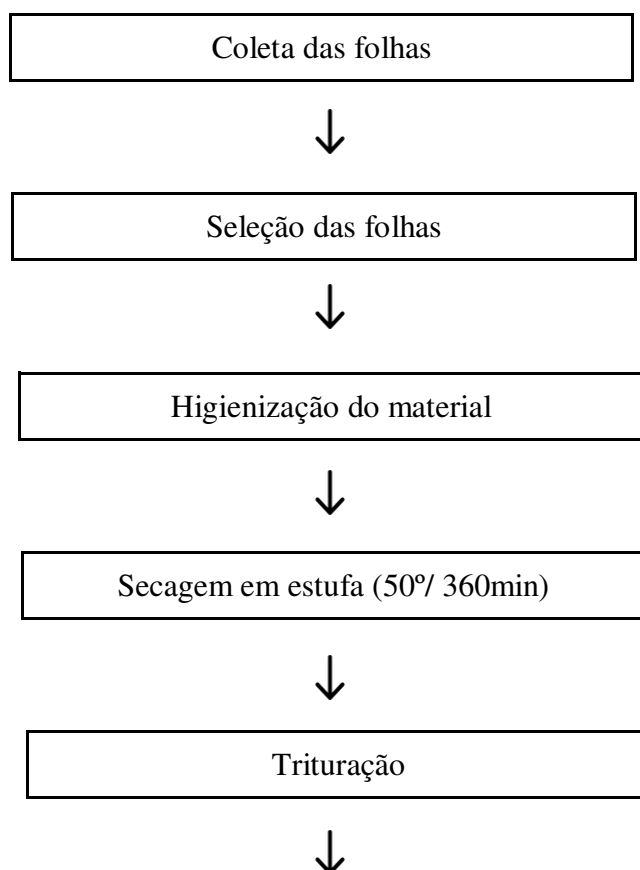 Coleta das folhas
Seleção das folhas
Higienização do material
Secagem em estufa (50º/ 360min)
Trituração